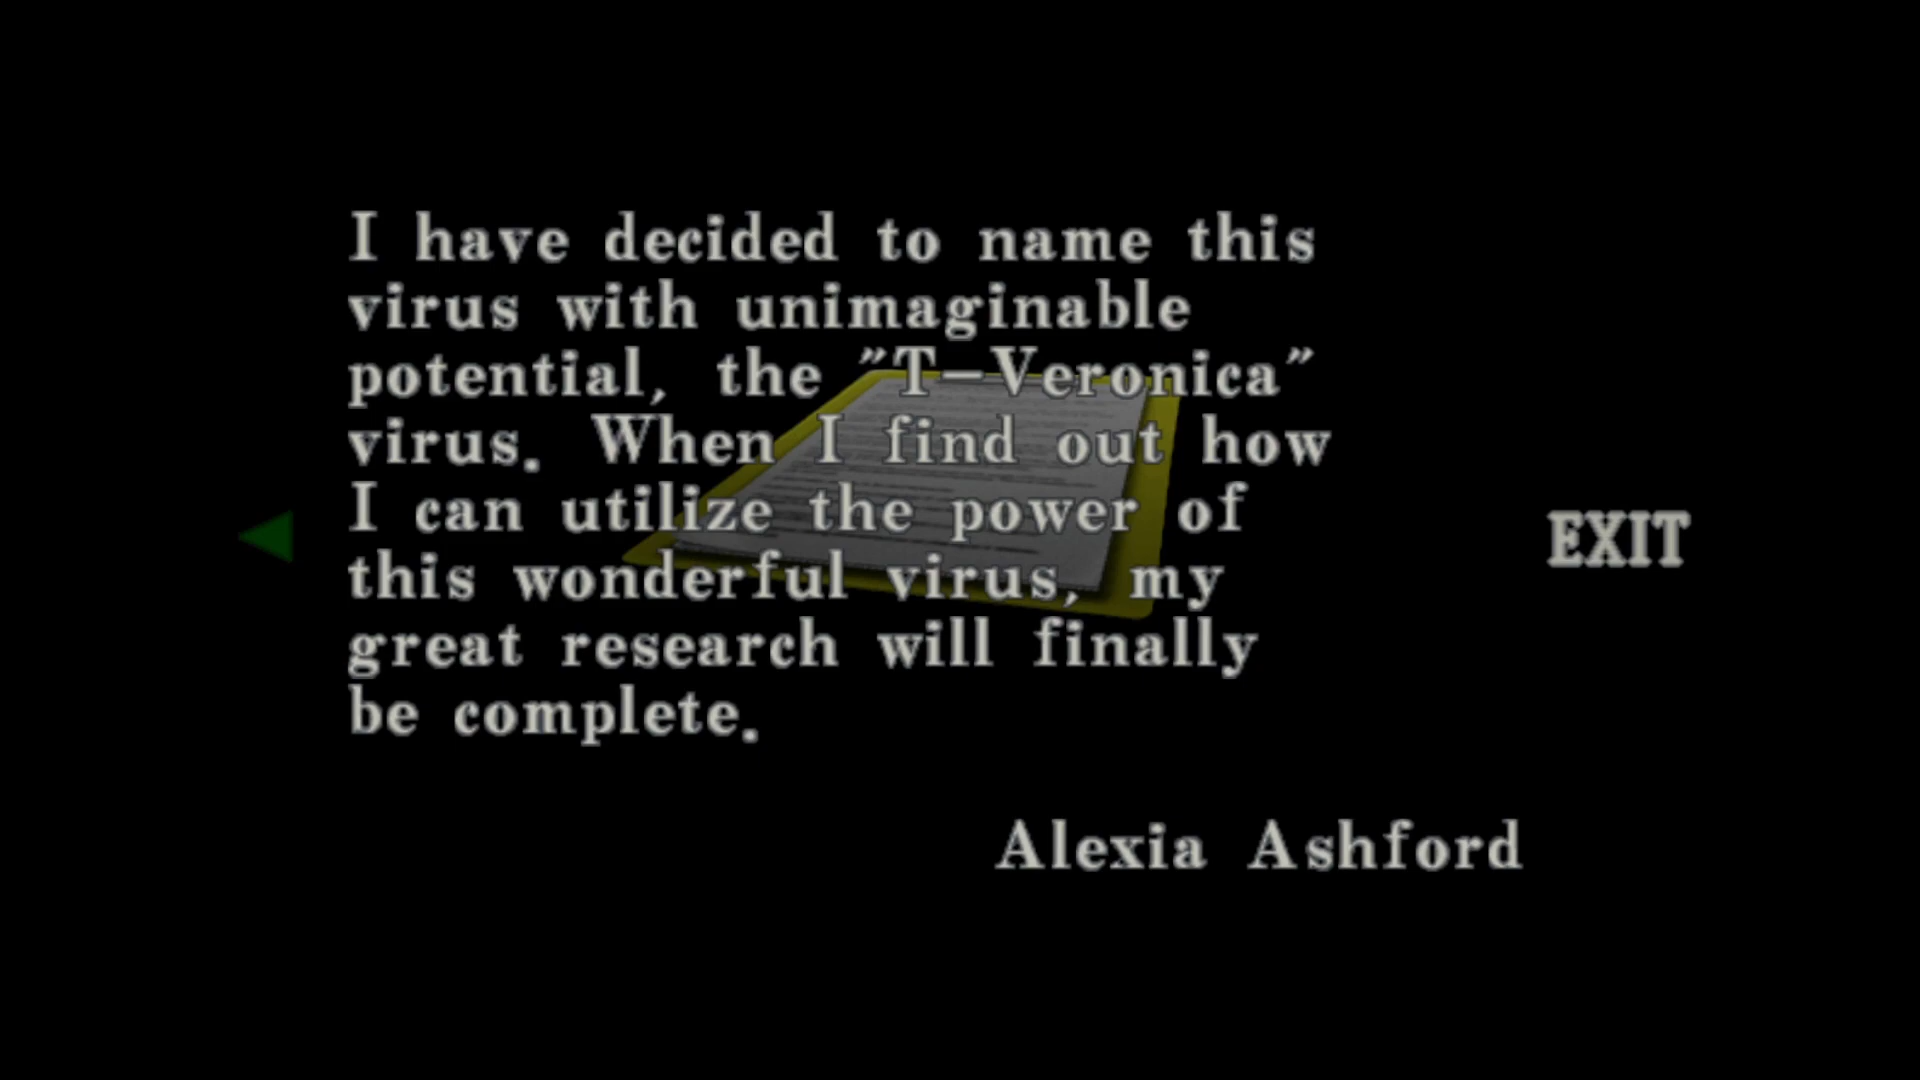 I have decided to name this
virus with unimaginable
potential, the "T-Veronica"
virus. When I find out how
I can utilize the power of
this wonderful virus, my
great research will finally
be complete.
EXIT
Alexia Ashford